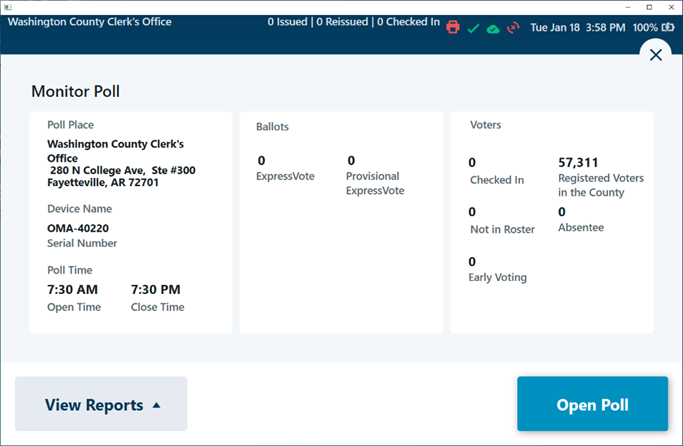 Washington County Clerk's Office
0 Issued | 0 Reissued | 0 Checked In
Tue Jan 18 3:58 PM 100%
Monitor Poll
Poll Place
Washington County Clerk's
Office
280 N College Ave, Ste #300
Fayetteville, AR 72701
Device Name
OMA-40220
Serial Number
Poll Time
7:30 AM 7:30 PM
Open Time Close Time
Ballots
0 0
ExpressVote Provisional
ExpressVote
Voters
0 57,311
Checked In Registered Voters
in the County
0 0
Not in Roster Absentee
0
Early Voting
View Reports
Open Poll